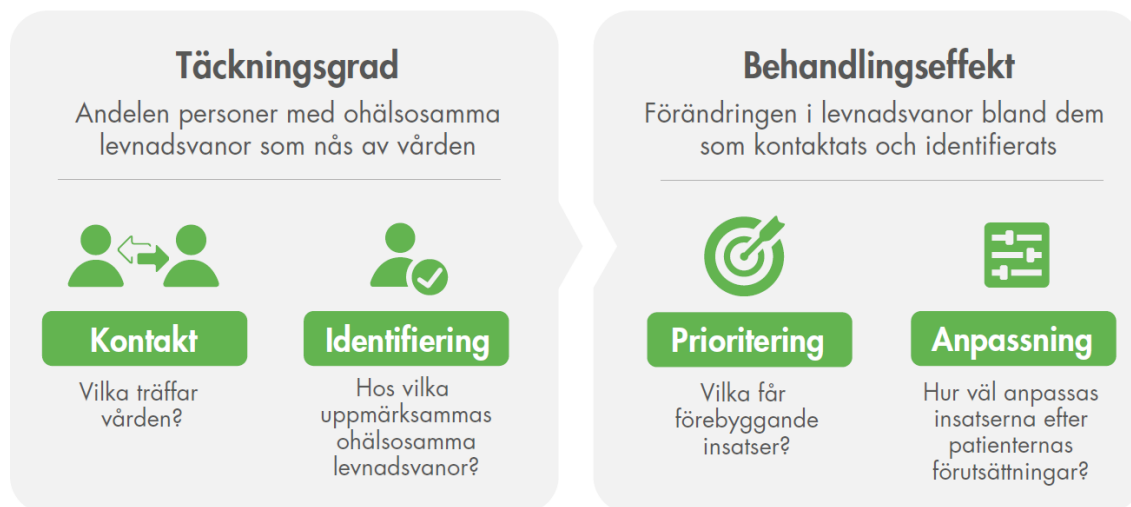 Täckningsgrad
Andelen personer med ohälsosamma
levnadsvanor som nås av vården
Kontakt
Vilka träffar
vården?
Identifiering
Hos vilka
uppmärksammas
ohälsosamma
levnadsvanor?
Behandlingseffekt
Förändringen i levnadsvanor bland dem
som kontaktats och identifierats
Prioritering
Vilka får
förebyggande
insatser?
Anpassning
Hur väl anpassas
insatserna efter
patienternas
förutsättningar?